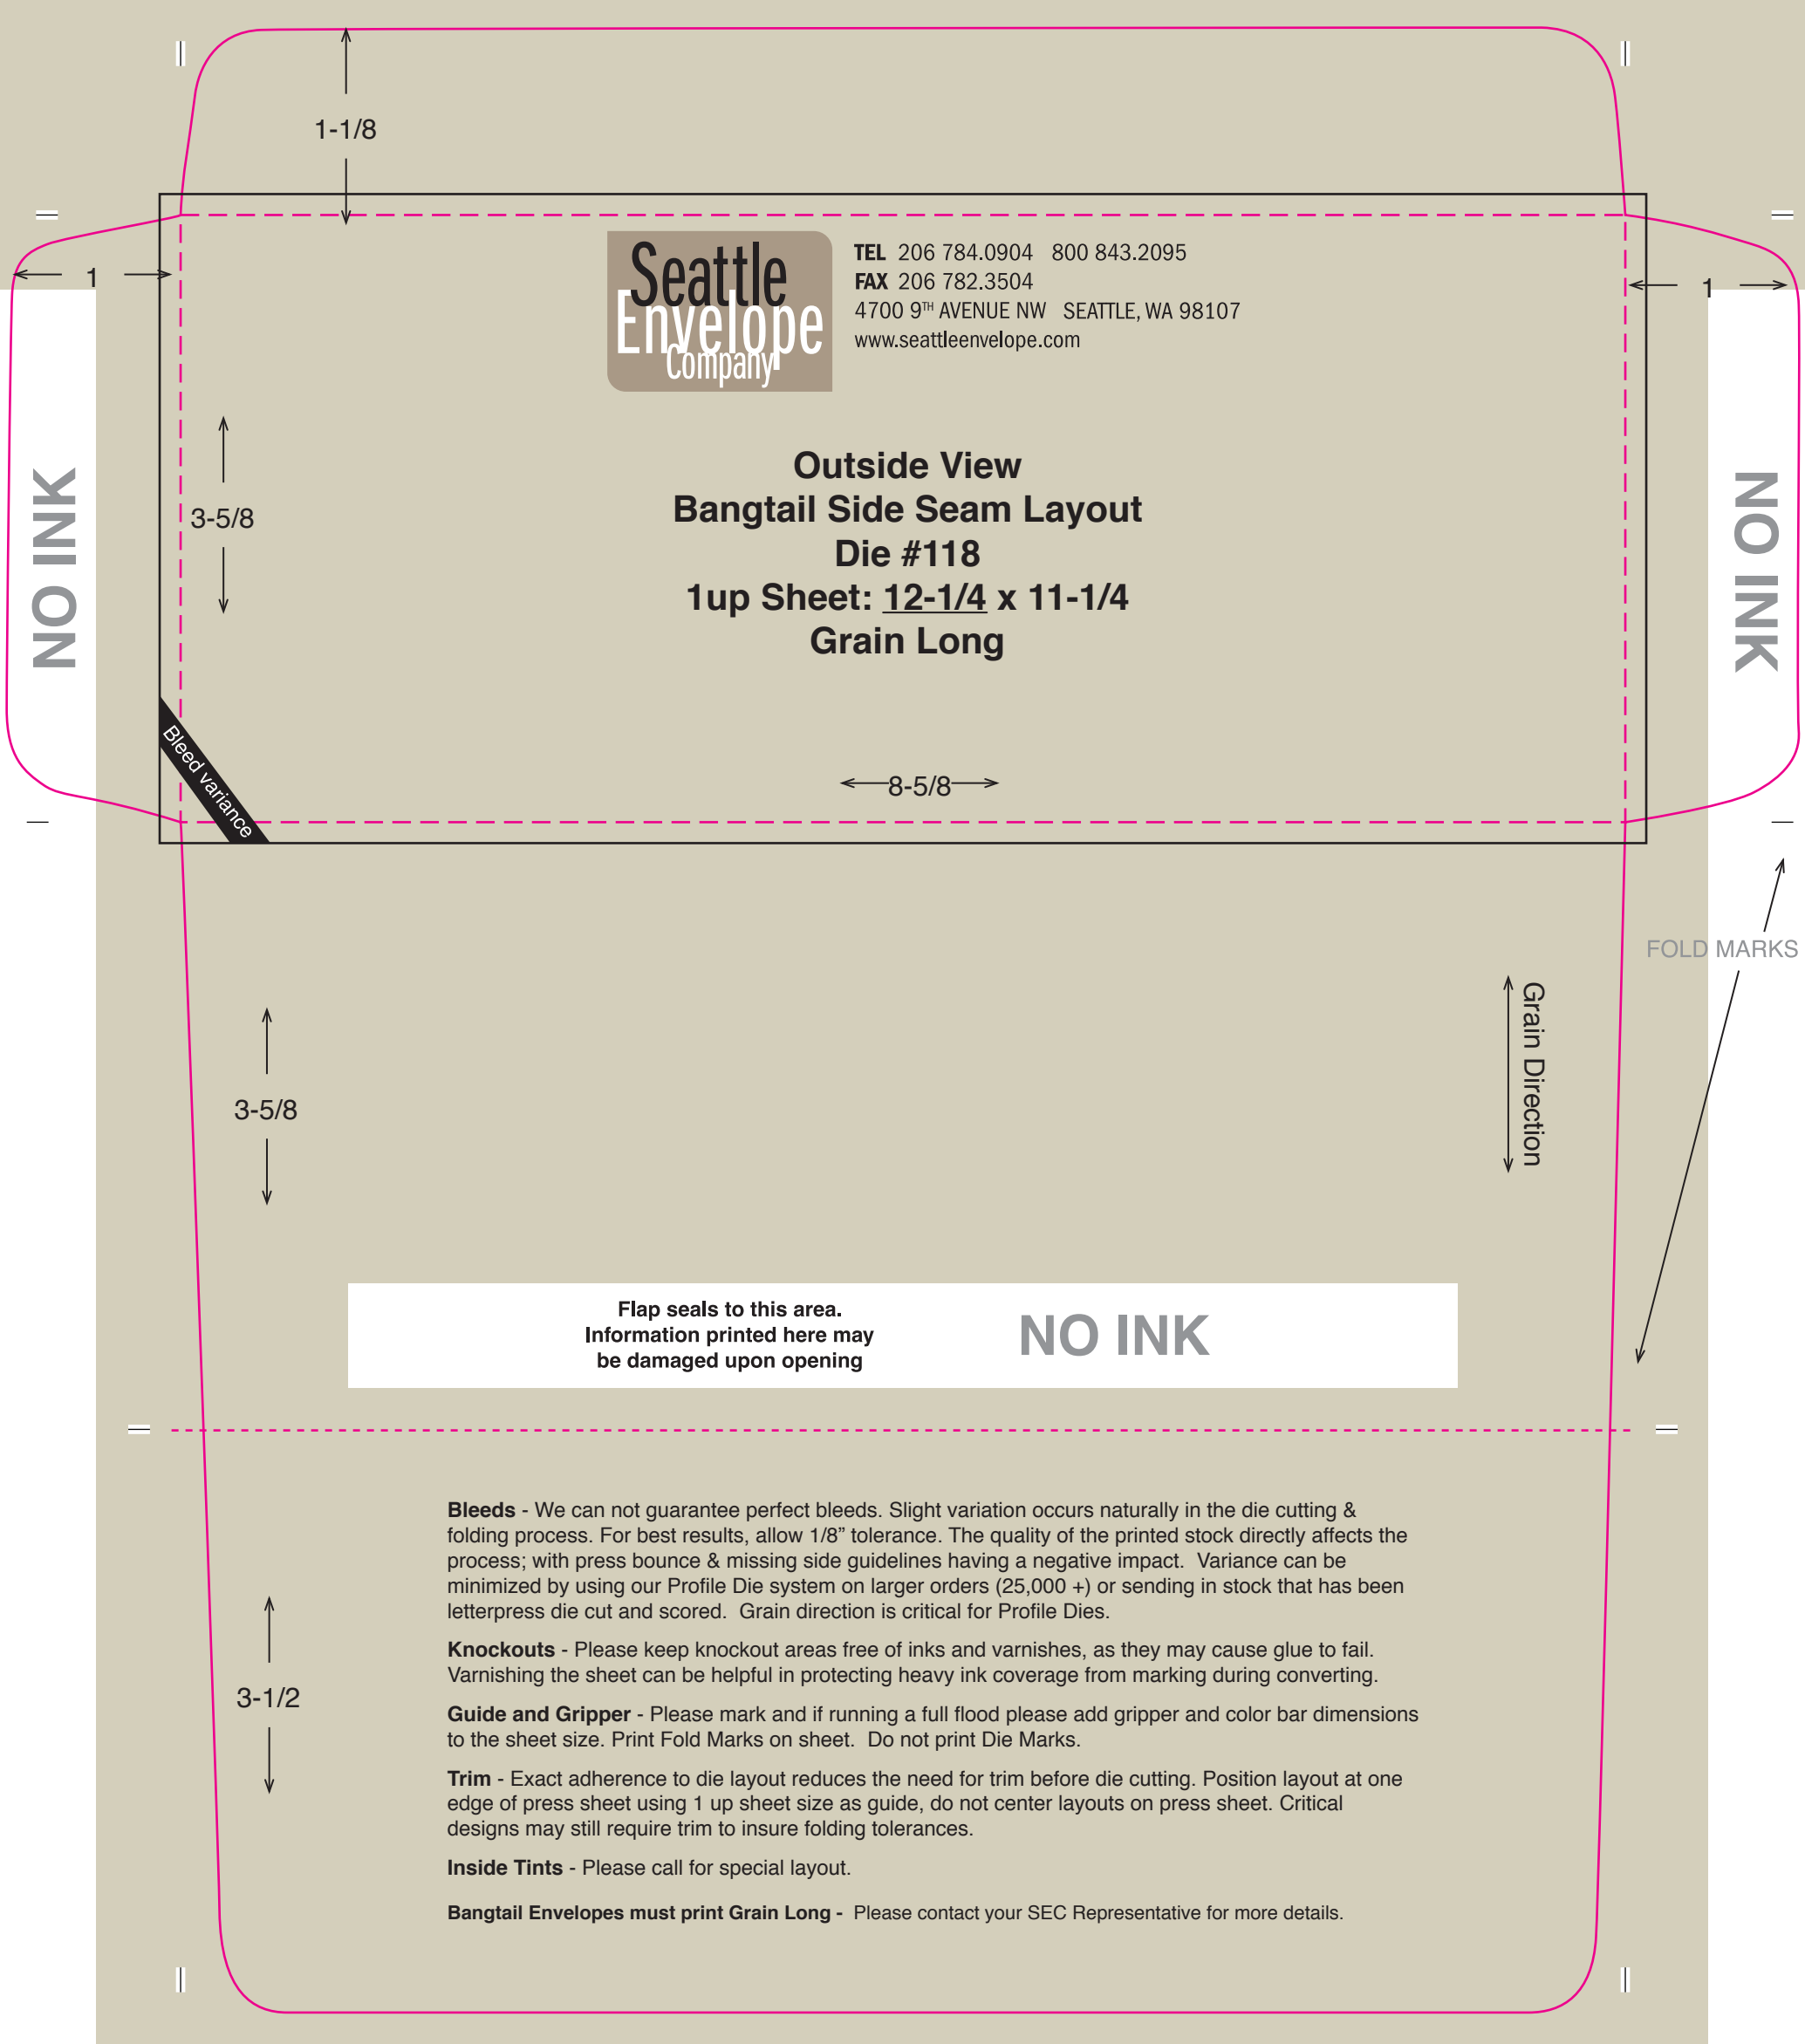 1-1/8
1
1
Seattle
Envelope
Company
TEL 206 784.0904 800 843.2095
FAX 206 782.3504
4700 9TH AVENUE NW SEATTLE, WA 98107
www.seattleenvelope.com
NO INK
3-5/8
Outside View
Bangtail Side Seam Layout
Die #118
1up Sheet: 12-1/4 x 11-1/4
Grain Long
NO INK
Bleed variance
8-5/8
FOLD MARKS
Grain Direction
3-5/8
Flap seals to this area.
Information printed here may
be damaged upon opening
NO INK
Bleeds - We can not guarantee perfect bleeds. Slight variation occurs naturally in the die cutting &
folding process. For best results, allow 1/8” tolerance. The quality of the printed stock directly affects the
process; with press bounce & missing side guidelines having a negative impact. Variance can be
minimized by using our Profile Die system on larger orders (25,000 +) or sending in stock that has been
letterpress die cut and scored. Grain direction is critical for Profile Dies.
Knockouts - Please keep knockout areas free of inks and varnishes, as they may cause glue to fail.
Varnishing the sheet can be helpful in protecting heavy ink coverage from marking during converting.
3-1/2
Guide and Gripper - Please mark and if running a full flood please add gripper and color bar dimensions
to the sheet size. Print Fold Marks on sheet. Do not print Die Marks.
Trim - Exact adherence to die layout reduces the need for trim before die cutting. Position layout at one
edge of press sheet using 1 up sheet size as guide, do not center layouts on press sheet. Critical
designs may still require trim to insure folding tolerances.
Inside Tints - Please call for special layout.
Bangtail Envelopes must print Grain Long - Please contact your SEC Representative for more details.